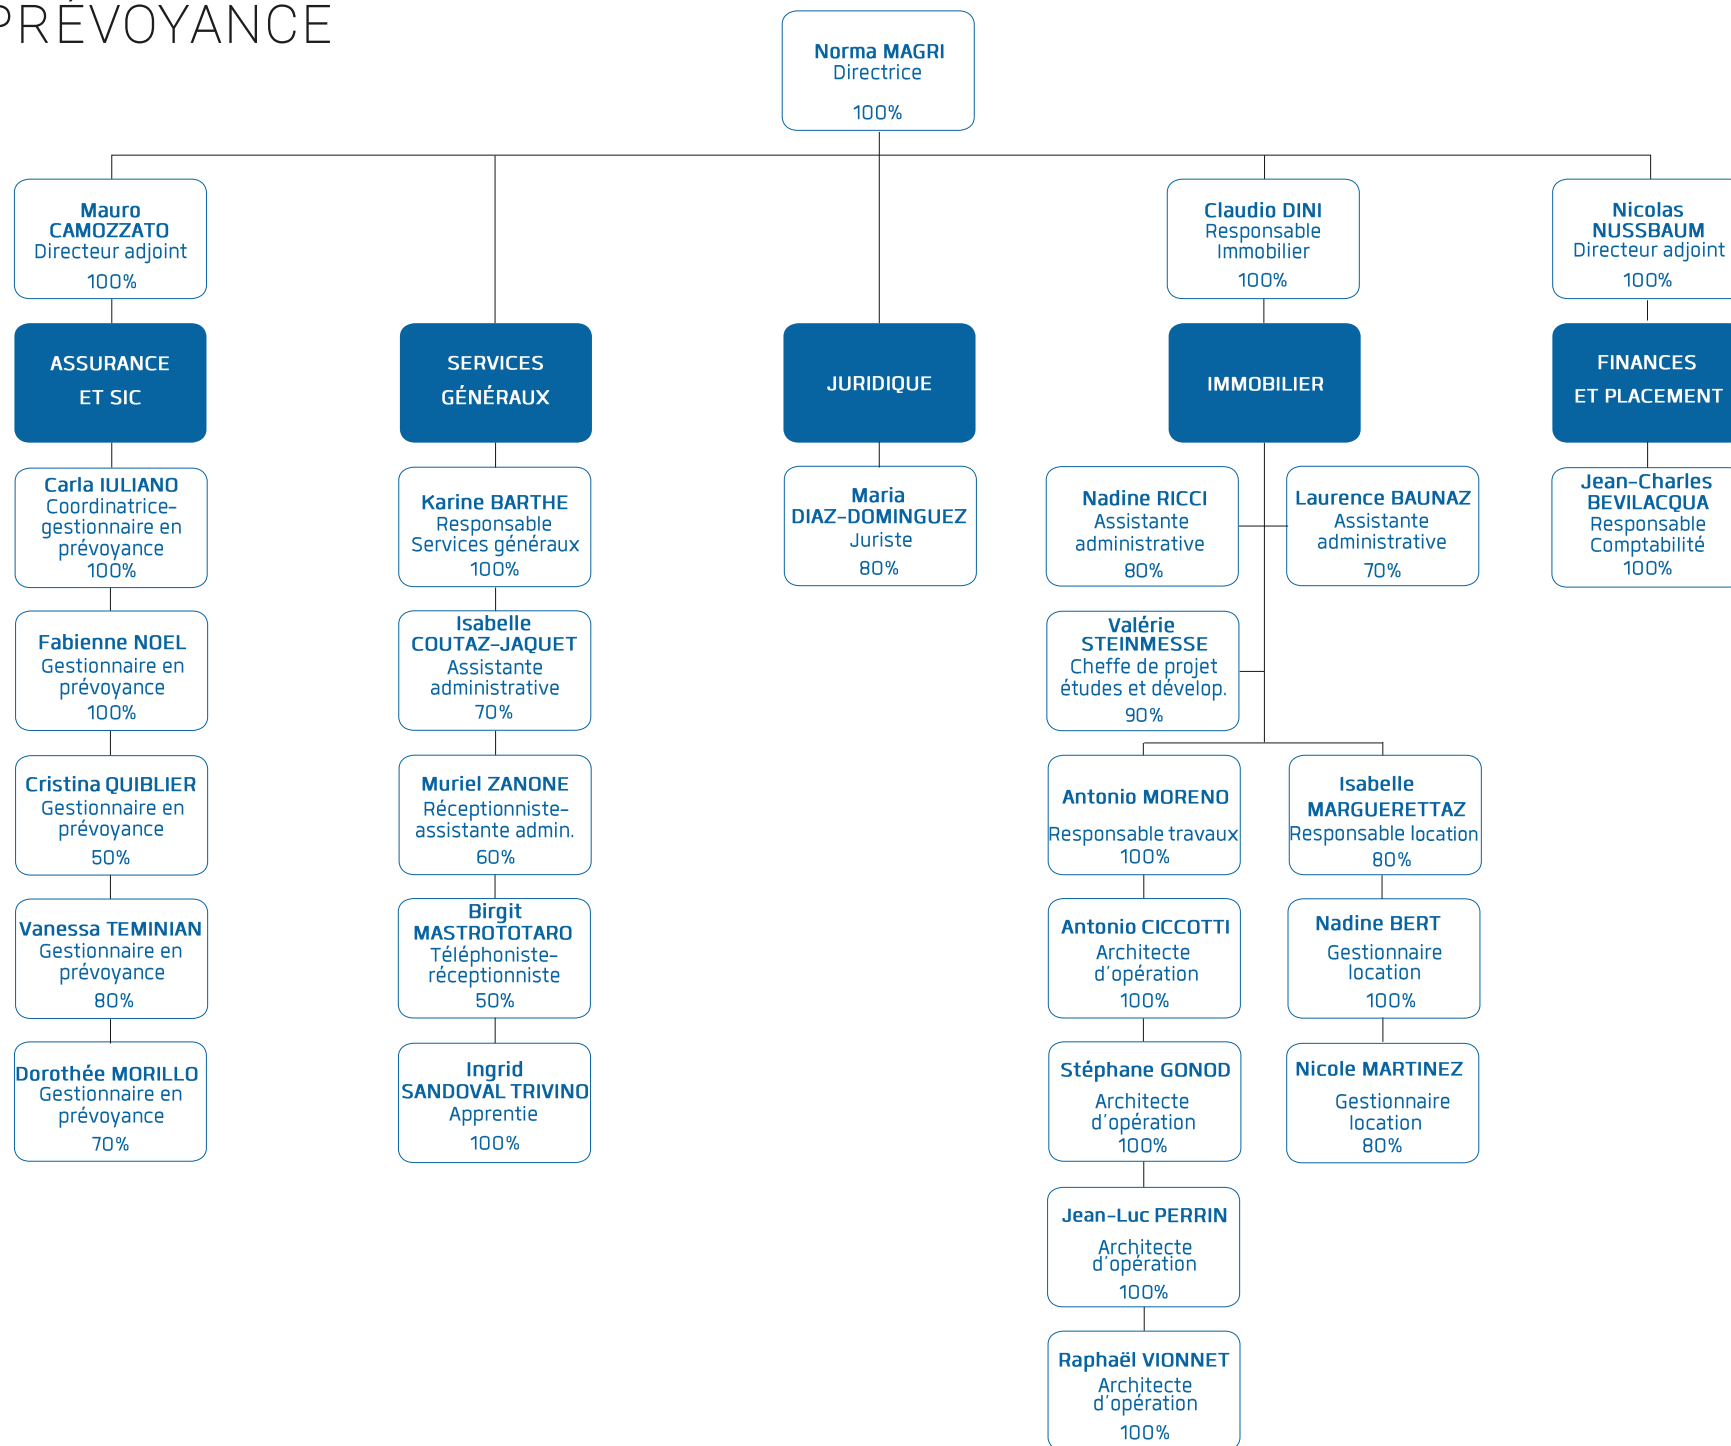 PRÉVOYANCE
Norma MAGRI
Directrice
100%
Mauro
CAMOZZATO
Directeur adjoint
100%
Claudio DINI
Responsable
Immobilier
100%
Nicolas
NUSSBAUM
Directeur adjoint
100%
ASSURANCE
ET SIC
SERVICES
GÉNÉRAUX
JURIDIQUE
IMMOBILIER
FINANCES
ET PLACEMENT
Carla IULIANO
Coordinatrice-
gestionnaire en
prévoyance
100%
Karine BARTHE
Responsable
Services généraux
100%
Maria
DIAZ-DOMINGUEZ
Juriste
80%
Nadine RICCI
Assistante
administrative
80%
Laurence BAUNAZ
Assistante
administrative
70%
Jean-Charles
BEVILACQUA
Responsable
Comptabilité
100%
Fabienne NOEL
Gestionnaire en
prévoyance
100%
Isabelle
COUTAZ-JAQUET
Assistante
administrative
70%
Valérie
STEINMESSE
Cheffe de projet
études et dévelop.
90%
Cristina QUIBLIER
Gestionnaire en
prévoyance
50%
Muriel ZANONE
Réceptionniste-
assistante admin.
60%
Antonio MORENO
Responsable travaux
100%
Isabelle
MARGUERETTAZ
Responsable location
80%
Vanessa TEMINIAN
Gestionnaire en
prévoyance
80%
Birgit
MASTROTOTARO
Téléphoniste-
réceptionniste
50%
Antonio CICCOTTI
Architecte
d'opération
100%
Nadine BERT
Gestionnaire
location
100%
Dorothée MORILLO
Gestionnaire en
prévoyance
70%
Ingrid
SANDOVAL TRIVINO
Apprentie
100%
Stéphane GONOD
Architecte
d'opération
100%
Nicole MARTINEZ
Gestionnaire
location
80%
Jean-Luc PERRIN
Architecte
d'opération
100%
Raphaël VIONNET
Architecte
d'opération
100%